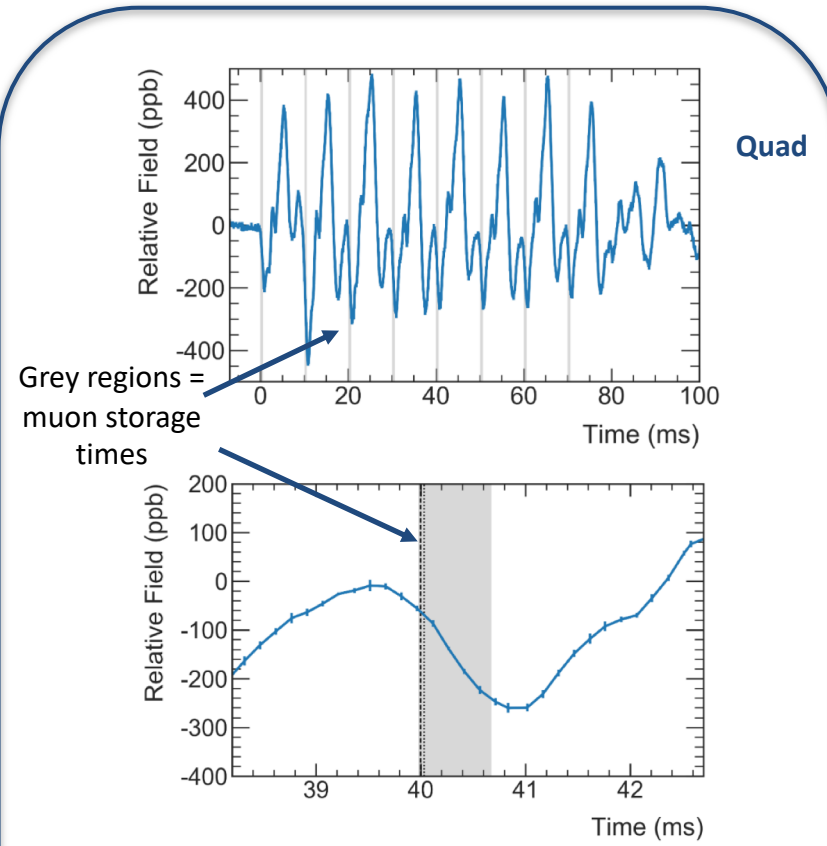 Relative Field (ppb)
400
200
0
-200
-400
0 20 40 60 80 100
Time (ms)
Quad
Grey regions =
muon storage
times
Relative Field (ppb)
200
100
0
-100
-200
-300
-400
39 40 41 42
Time (ms)